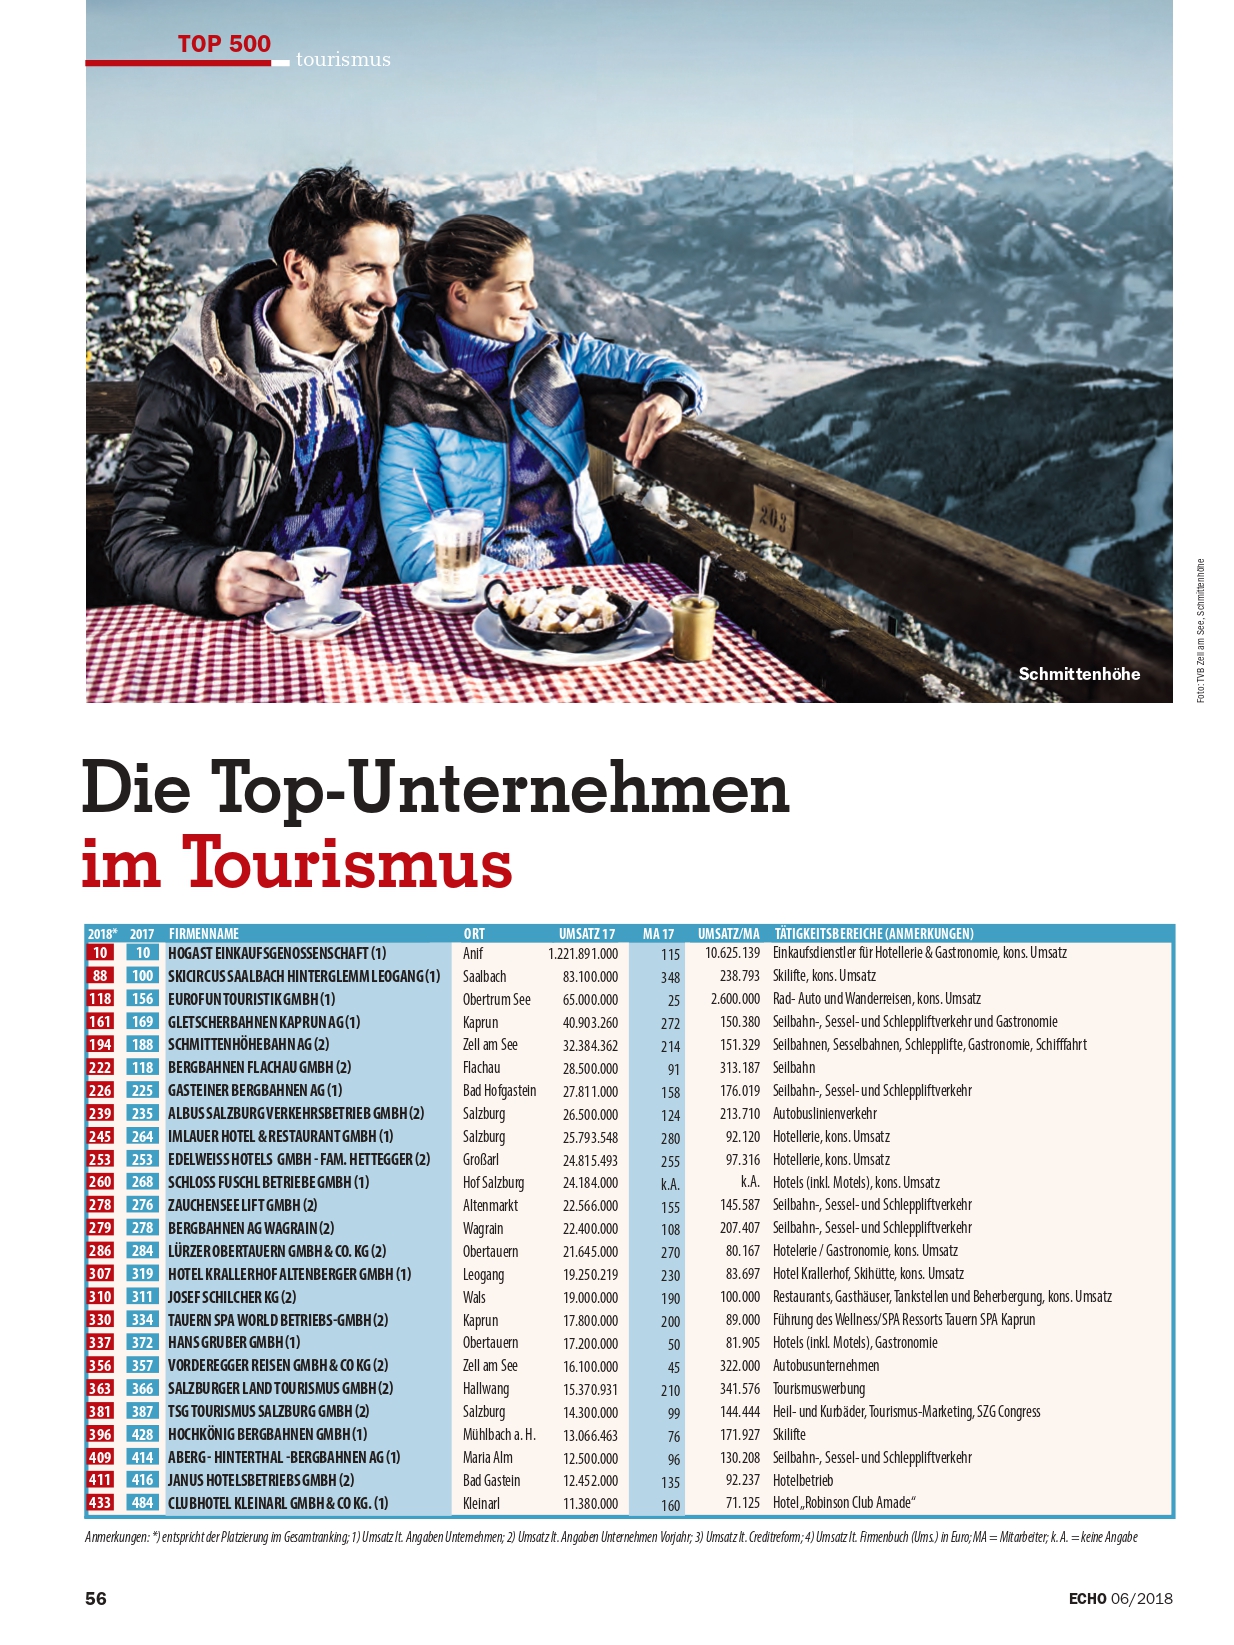 TOP 500
tourismus
203
Schmittenhöhe
Foto: TVB Zell am See, Schmittenhöhe
Die Top-Unternehmen
im Tourismus
2018* 2017 FIRMENNAME ORT UMSATZ 17 MA 17 UMSATZ/MA TÄTIGKEITSBEREICHE (ANMERKUNGEN)
10 10 HOGAST EINKAUFSGENOSSENSCHAFT (1) Anif 1.221.891.000 115 10.625.139 Einkaufsdienstler für Hotellerie & Gastronomie, kons. Umsatz
88 100 SKICIRCUS SAALBACH HINTERGLEMM LEOGANG (1) Saalbach 83.100.000 348 238.793 Skilifte, kons. Umsatz
118 156 EUROFUN TOURISTIK GMBH (1) Obertrum See 65.000.000 25 2.600.000 Rad- Auto und Wanderreisen, kons. Umsatz
161 169 GLETSCHERBAHNEN KAPRUN AG (1) Kaprun 40.903.260 272 150.380 Seilbahn-, Sessel- und Schleppliftverkehr und Gastronomie
194 188 SCHMITTENHÖHEBAHN AG (2) Zell am See 32.384.362 214 151.329 Seilbahnen, Sesselbahnen, Schlepplifte, Gastronomie, Schifffahrt
222 118 BERGBAHNEN FLACHAU GMBH (2) Flachau 28.500.000 91 313.187 Seilbahn
226 225 GASTEINER BERGBAHNEN AG (1) Bad Hofgastein 27.811.000 158 176.019 Seilbahn-, Sessel- und Schleppliftverkehr
239 235 ALBUS SALZBURG VERKEHRSBETRIEB GMBH (2) Salzburg 26.500.000 124 213.710 Autobuslinienverkehr
245 264 IMLAUER HOTEL & RESTAURANT GMBH (1) Salzburg 25.793.548 280 92.120 Hotellerie, kons. Umsatz
253 253 EDELWEISS HOTELS GMBH - FAM. HETTEGGER (2) Großarl 24.815.493 255 97.316 Hotellerie, kons. Umsatz
260 268 SCHLOSS FUSCHL BETRIEBE GMBH (1) Hof Salzburg 24.184.000 k.A. k.A. Hotels (inkl. Motels), kons. Umsatz
278 276 ZAUCHENSEE LIFT GMBH (2) Altenmarkt 22.566.000 155 145.587 Seilbahn-, Sessel- und Schleppliftverkehr
279 278 BERGBAHNEN AG WAGRAIN (2) Wagrain 22.400.000 108 207.407 Seilbahn-, Sessel- und Schleppliftverkehr
286 284 LÜRZER OBERTAUERN GMBH & CO. KG (2) Obertauern 21.645.000 270 80.167 Hotelerie / Gastronomie, kons. Umsatz
307 319 HOTEL KRALLERHOF ALTENBERGER GMBH (1) Leogang 19.250.219 230 83.697 Hotel Krallerhof, Skihütte, kons. Umsatz
310 311 JOSEF SCHILCHER KG (2) Wals 19.000.000 190 100.000 Restaurants, Gasthäuser, Tankstellen und Beherbergung, kons. Umsatz
330 334 TAUERN SPA WORLD BETRIEBS-GMBH (2) Kaprun 17.800.000 200 89.000 Führung des Wellness/SPA Ressorts Tauern SPA Kaprun
337 372 HANS GRUBER GMBH (1) Obertauern 17.200.000 50 81.905 Hotels (inkl. Motels), Gastronomie
356 357 VORDEREGGER REISEN GMBH & CO KG (2) Zell am See 16.100.000 45 322.000 Autobusunternehmen
363 366 SALZBURGER LAND TOURISMUS GMBH (2) Hallwang 15.370.931 210 341.576 Tourismuswerbung
381 387 TSG TOURISMUS SALZBURG GMBH (2) Salzburg 14.300.000 99 144.444 Heil- und Kurbäder, Tourismus-Marketing, SZG Congress
396 428 HOCHKÖNIG BERGBAHNEN GMBH (1) Mühlbach a. H. 13.066.463 76 171.927 Skilifte
409 414 ABERG - HINTERTHAL -BERGBAHNEN AG (1) Maria Alm 12.500.000 96 130.208 Seilbahn-, Sessel- und Schleppliftverkehr
411 416 JANUS HOTELSBETRIEBS GMBH (2) Bad Gastein 12.452.000 135 92.237 Hotelbetrieb
433 484 CLUBHOTEL KLEINARL GMBH & CO KG. (1) Kleinarl 11.380.000 160 71.125 Hotel „Robinson Club Amade“
Anmerkungen: *) entspricht der Platzierung im Gesamtranking; 1) Umsatz lt. Angaben Unternehmen; 2) Umsatz lt. Angaben Unternehmen Vorjahr; 3) Umsatz lt. Creditreform; 4) Umsatz lt. Firmenbuch (Ums.) in Euro; MA = Mitarbeiter; k. A. = keine Angabe
56
ECHO 06/2018